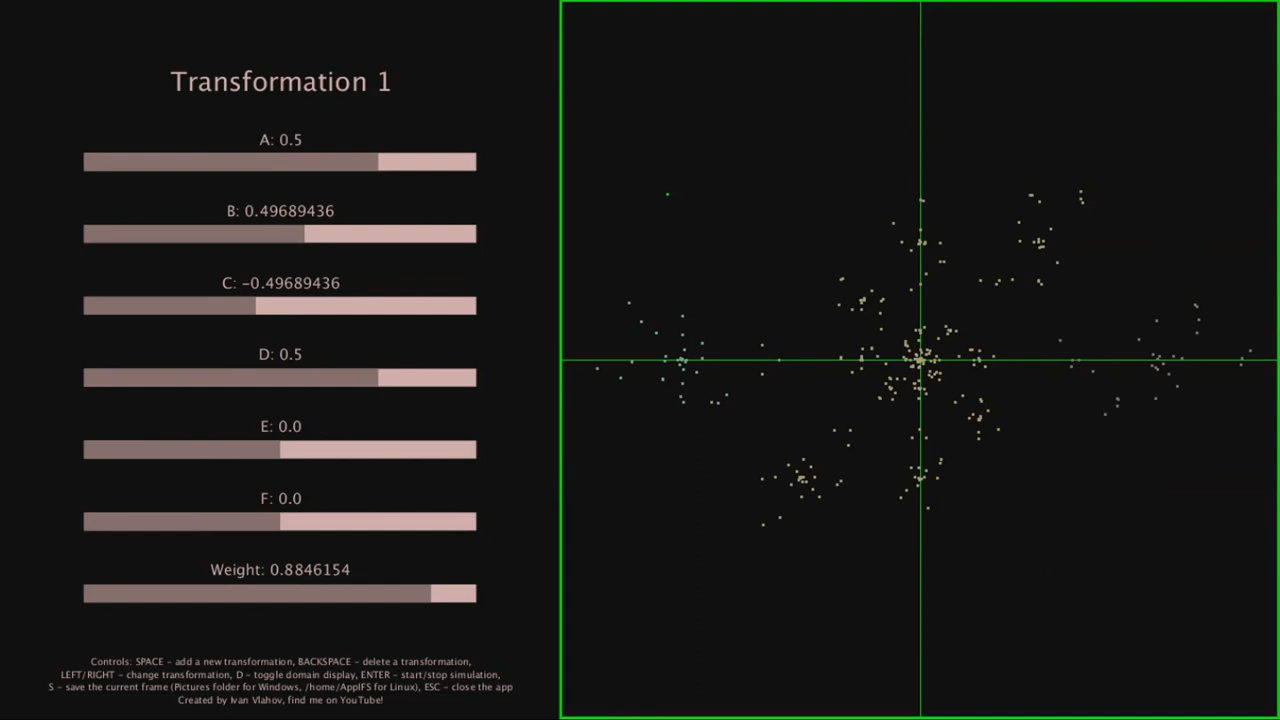 Transformation 1
A: 0.5
B: 0.49689436
C: −0.49689436
D: 0.5
E: 0.0
F: 0.0
Weight: 0.8846154
Controls: SPACE – add a new transformation, BACKSPACE – delete a transformation,
LEFT/RIGHT – change transformation, D – toggle domain display, ENTER – start/stop simulation,
S – save the current frame (Pictures folder for Windows, /home/AppIFS for Linux), ESC – close the app
Created by Ivan Vlahov, find me on YouTube!